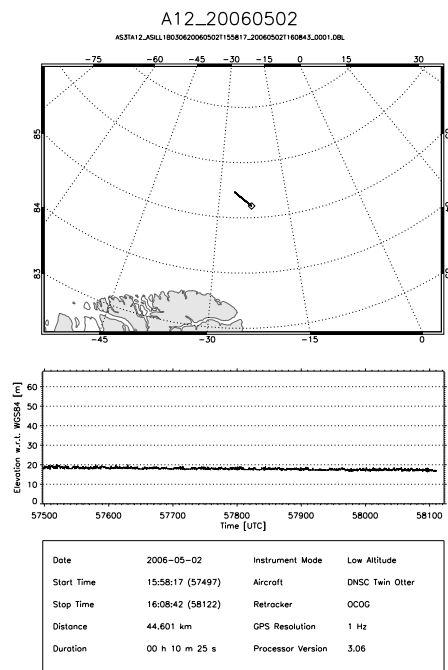 A12_20060502
AS3TA12_ASIL1B030620060502T155817_20060502T160843_0001.DBL
-75 -60 -45 -30 -15 0 15 30
85
84
83
-45 -30 -15 0
Elevation w.r.t. WGS84 [m]
60
50
40
30
20
10
0
57500 57600 57700 57800 57900 58000 58100
Time [UTC]
Date 2006-05-02 Instrument Mode Low Altitude
Start Time 15:58:17 (57497) Aircraft DNSC Twin Otter
Stop Time 16:08:42 (58122) Retracker OCOG
Distance 44.601 km GPS Resolution 1 Hz
Duration 00 h 10 m 25 s Processor Version 3.06